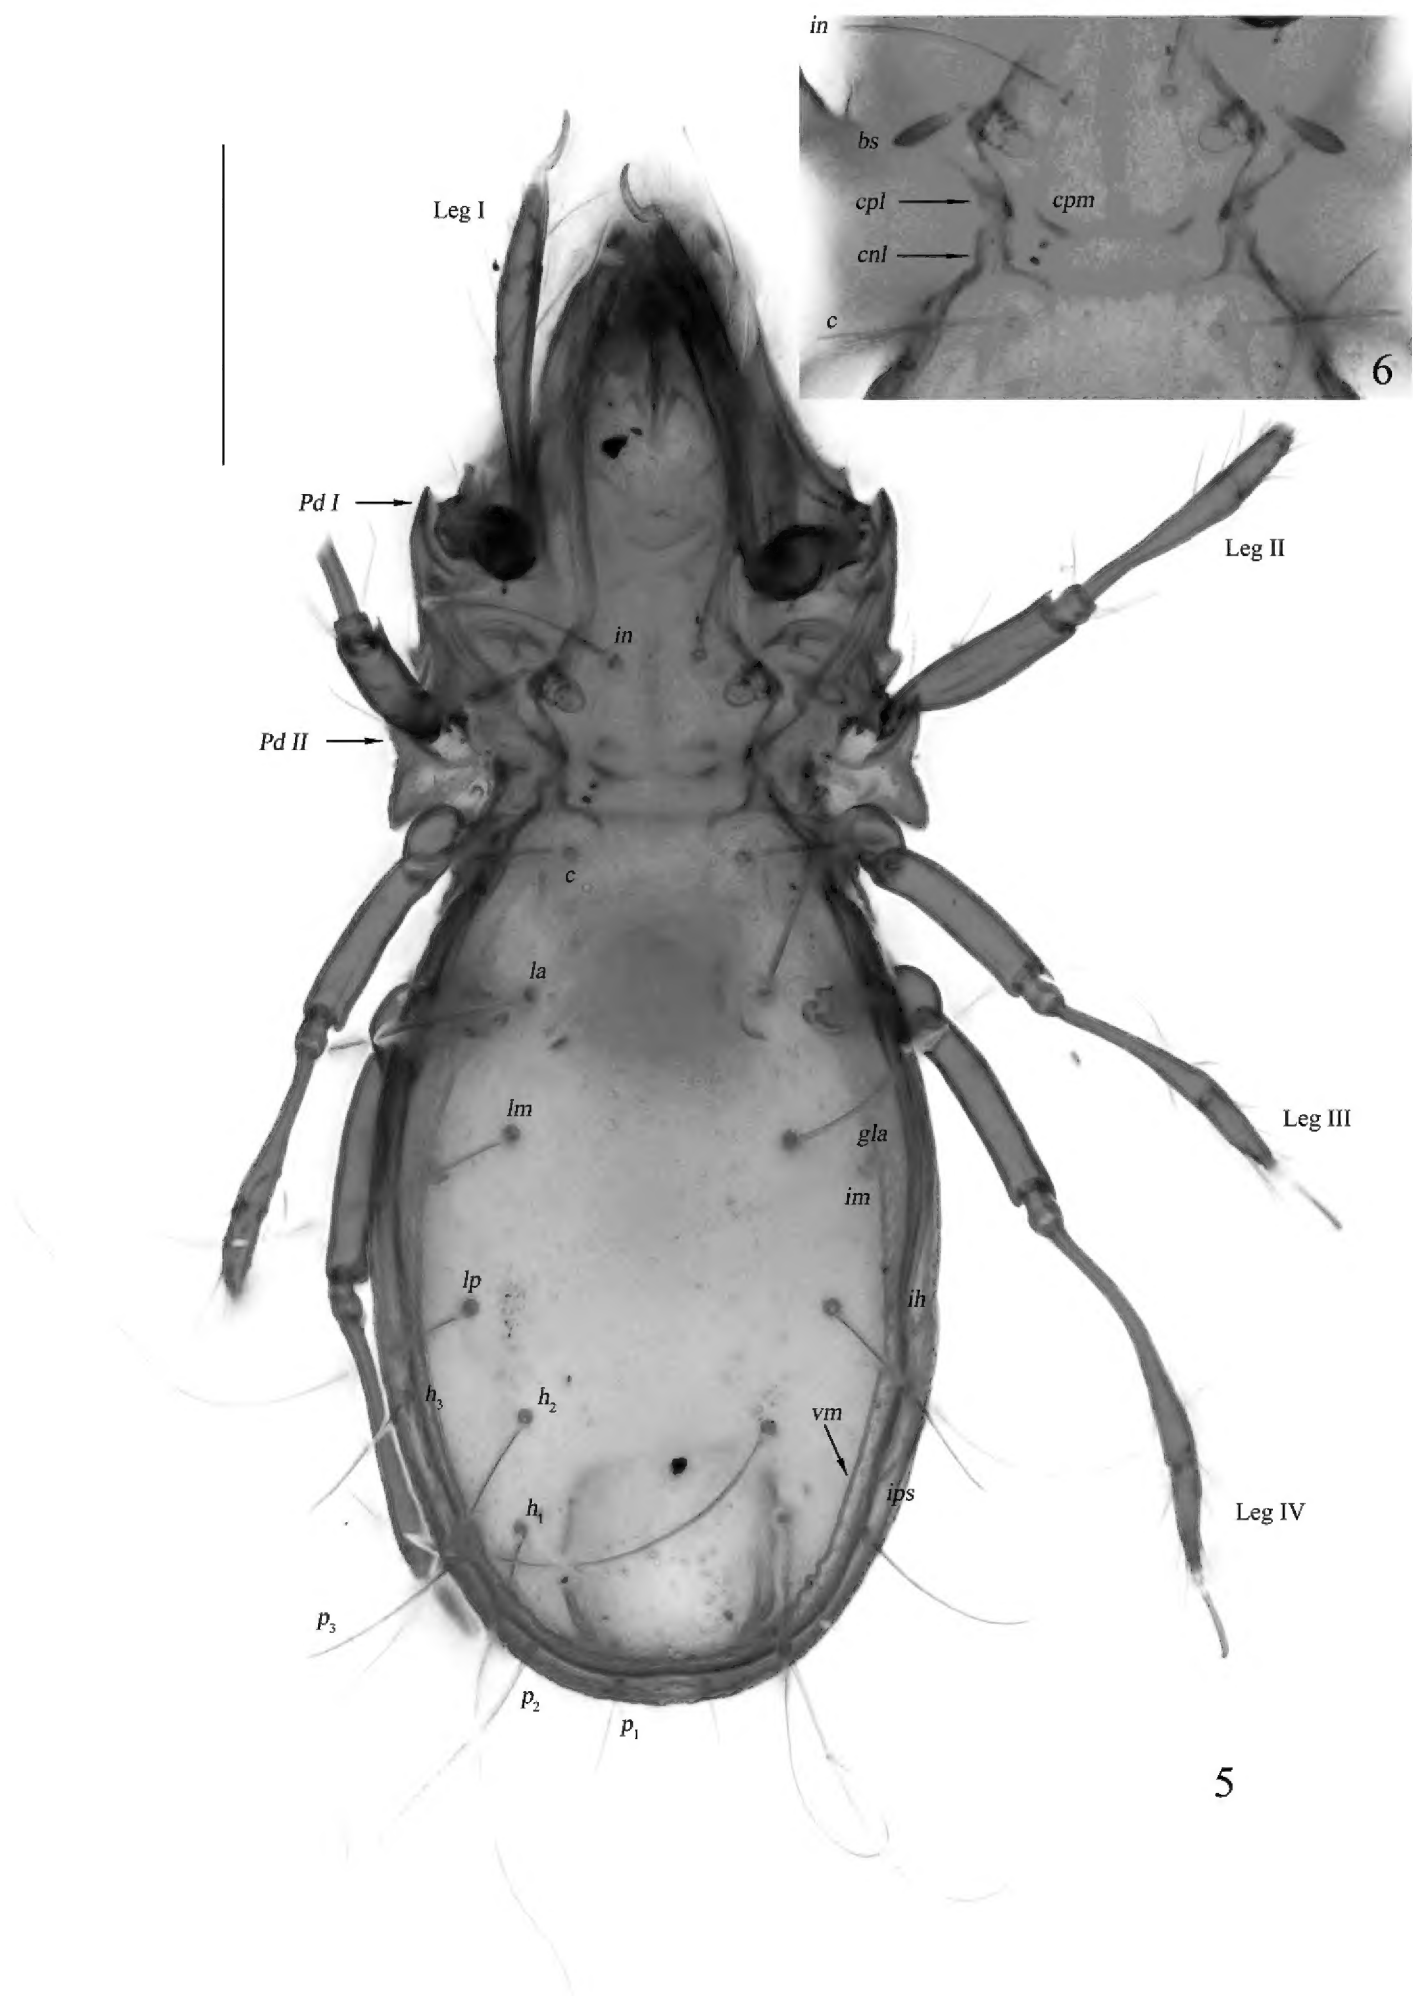 in
bs
cpl
cpm
cnl
c
6
Leg I
Pd I
Leg II
in
Pd II
c
la
lm
gla
Leg III
im
lp
ih
h3
h2
vm
ips
h1
Leg IV
p3
p2
p1
5